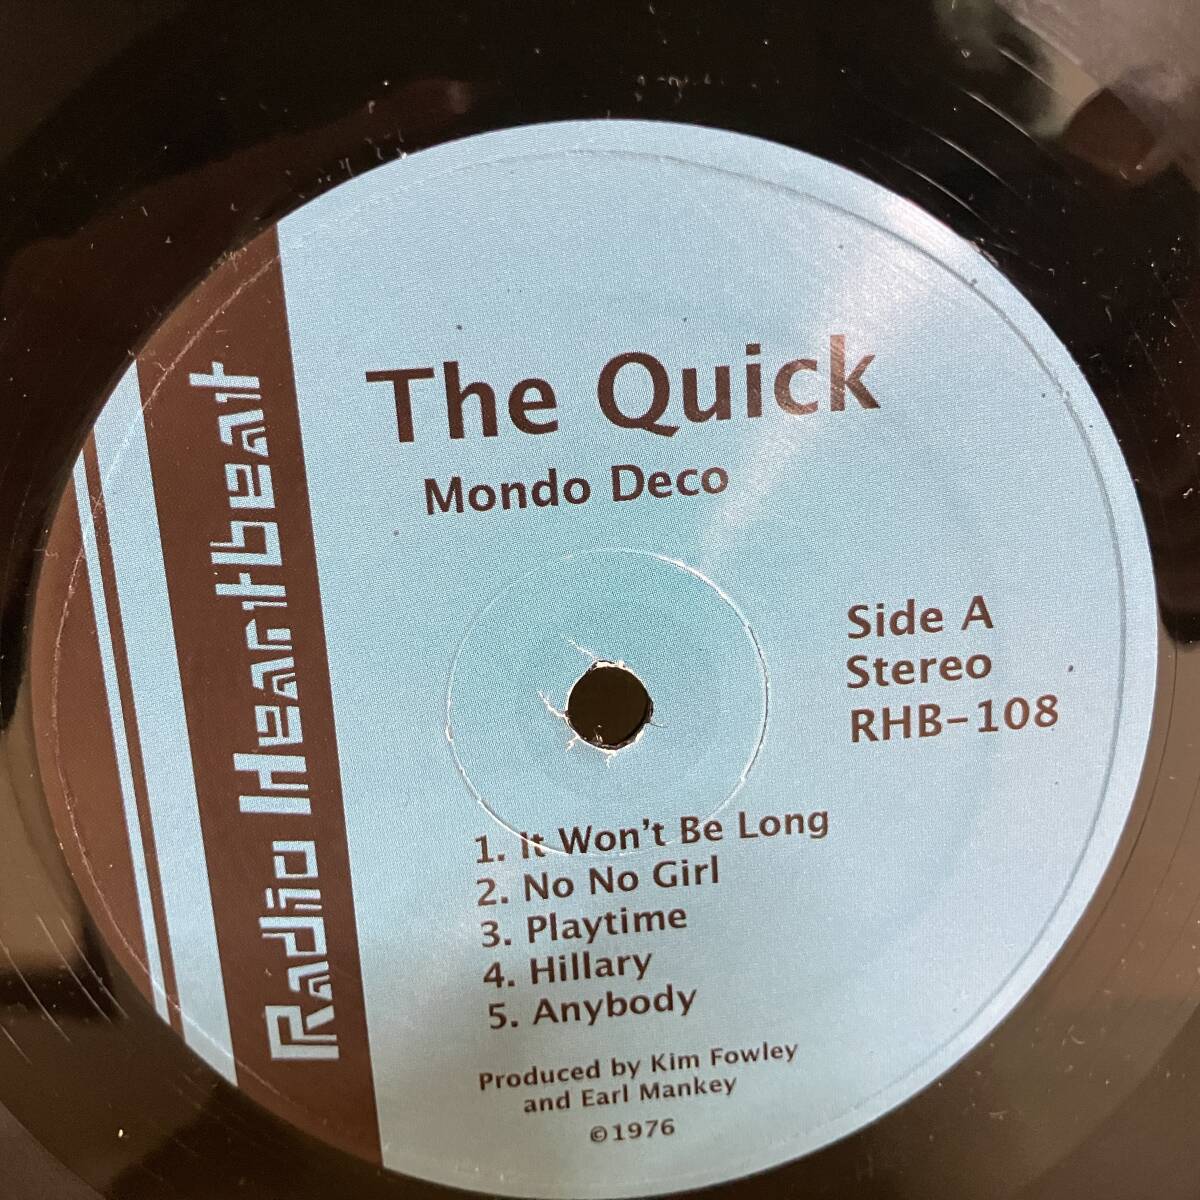 Radio Heartbeat
The Quick
Mondo Deco
Side A
Stereo
RHB-108
1. It Won't Be Long
2. No No Girl
3. Playtime
4. Hillary
5. Anybody
Produced by Kim Fowley
and Earl Mankey
©1976